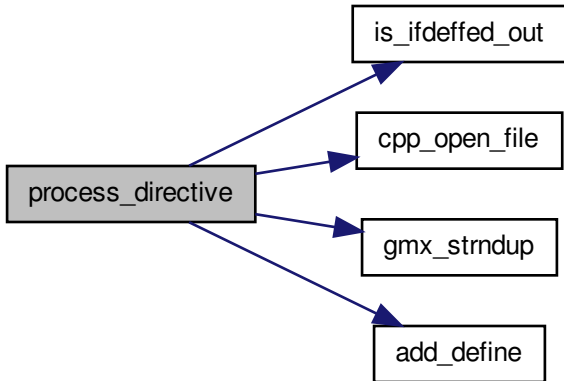 is_ifdeffed_out
cpp_open_file
process_directive
gmx_strndup
add_define